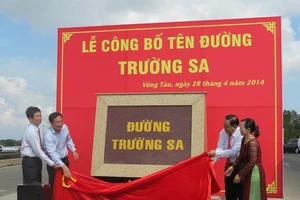 LỄ CÔNG BỐ TÊN ĐƯỜNG
TRƯỜNG SA
Vũng Tàu, ngày 28 tháng 4 năm 2014
ĐƯỜNG
TRƯỜNG SA